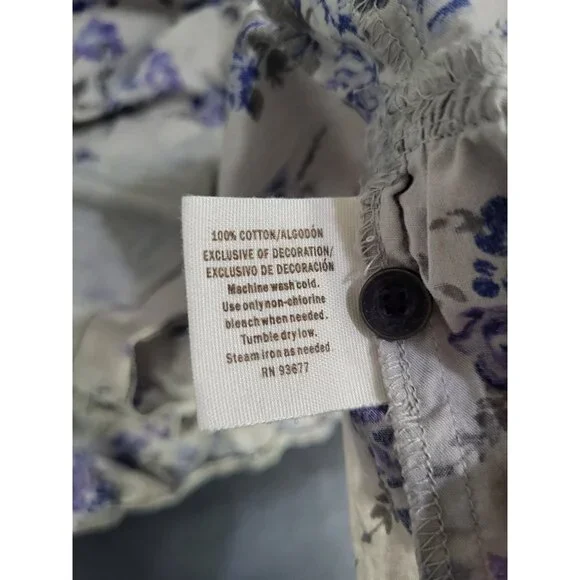 100% COTTON/ALGODÓN
EXCLUSIVE OF DECORATION/
EXCLUSIVO DE DECORACIÓN
Machine wash cold.
Use only non-chlorine
bleach when needed.
Tumble dry low.
Steam iron as needed
RN 93677